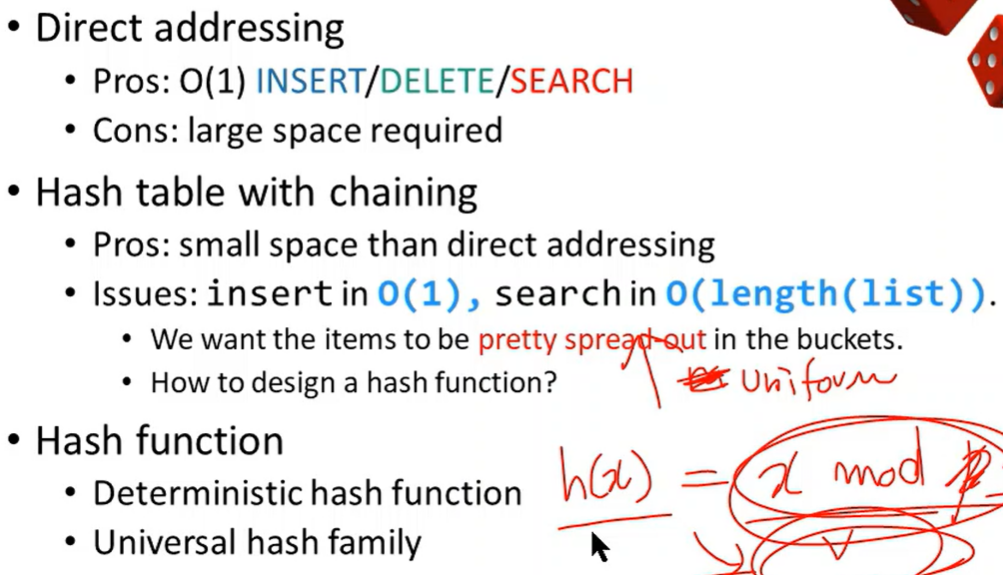 • Direct addressing
• Pros: O(1) INSERT/DELETE/SEARCH
• Cons: large space required
• Hash table with chaining
• Pros: small space than direct addressing
• Issues: insert in O(1), search in O(length(list)).
• We want the items to be pretty spread-out in the buckets.
• How to design a hash function?
Uniform
• Hash function
h(x) = x mod
• Deterministic hash function
• Universal hash family